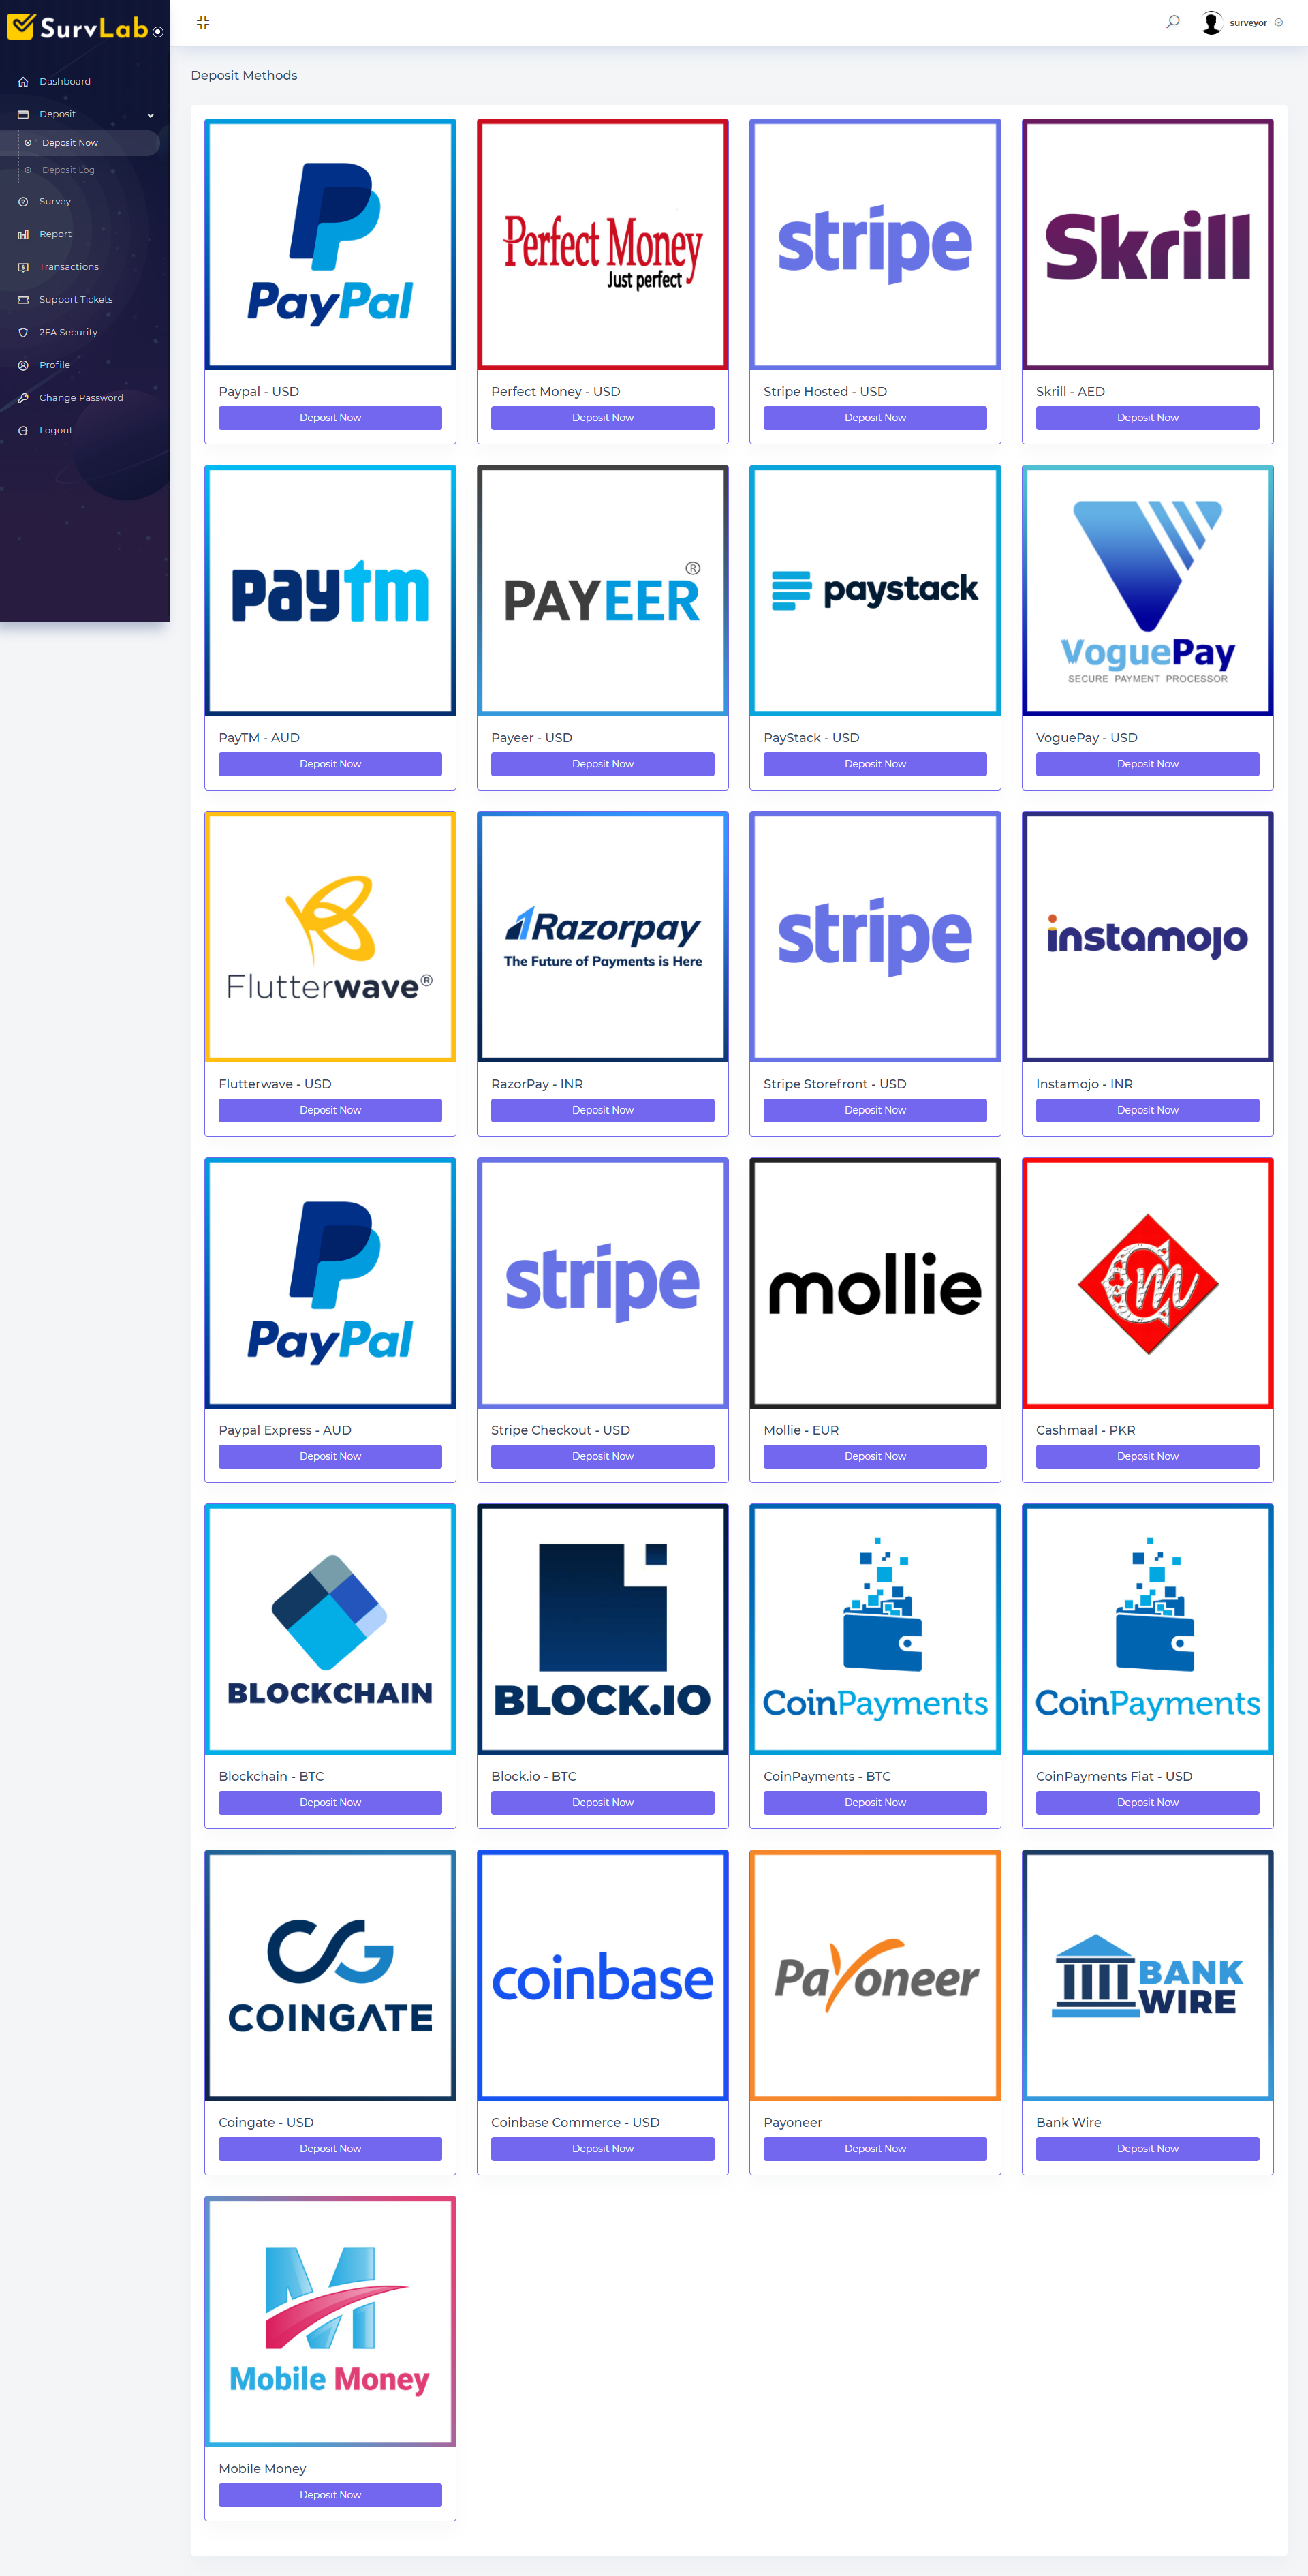 SurvLab
surveyor
Dashboard
Deposit
Deposit Now
Deposit Log
Survey
Report
Transactions
Support Tickets
2FA Security
Profile
Change Password
Logout
Deposit Methods
PayPal
Perfect Money
Just perfect
stripe
Skrill
Paypal - USD
Perfect Money - USD
Stripe Hosted - USD
Skrill - AED
Deposit Now
Deposit Now
Deposit Now
Deposit Now
paytm
PAYEER®
paystack
VoguePay
SECURE PAYMENT PROCESSOR
PayTM - AUD
Payeer - USD
PayStack - USD
VoguePay - USD
Deposit Now
Deposit Now
Deposit Now
Deposit Now
Flutterwave®
Razorpay
The Future of Payments is Here
stripe
instamojo
Flutterwave - USD
RazorPay - INR
Stripe Storefront - USD
Instamojo - INR
Deposit Now
Deposit Now
Deposit Now
Deposit Now
PayPal
stripe
mollie
Cm
Paypal Express - AUD
Stripe Checkout - USD
Mollie - EUR
Cashmaal - PKR
Deposit Now
Deposit Now
Deposit Now
Deposit Now
BLOCKCHAIN
BLOCK.IO
CoinPayments
CoinPayments
Blockchain - BTC
Block.io - BTC
CoinPayments - BTC
CoinPayments Fiat - USD
Deposit Now
Deposit Now
Deposit Now
Deposit Now
CG
COINGATE
coinbase
Payoneer
BANK
WIRE
Coingate - USD
Coinbase Commerce - USD
Payoneer
Bank Wire
Deposit Now
Deposit Now
Deposit Now
Deposit Now
M
Mobile Money
Mobile Money
Deposit Now